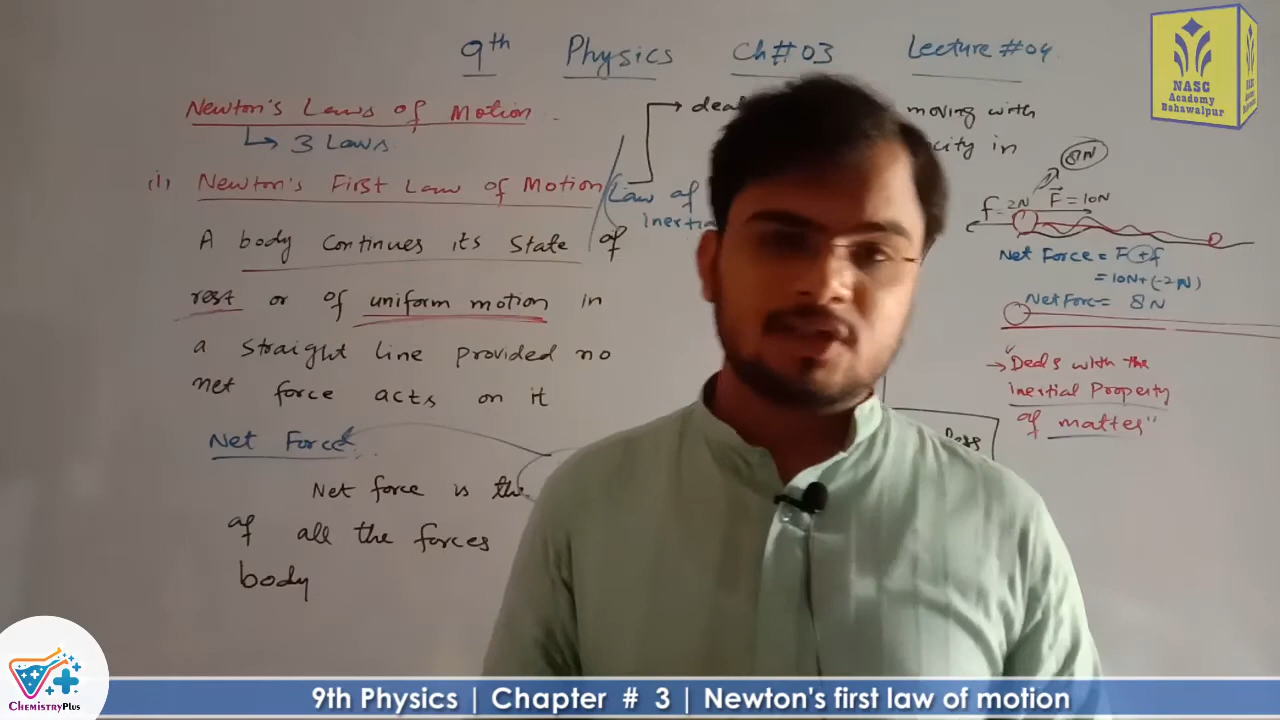 9th Physics Ch#03 Lecture #04
Newton's Laws of Motion
3 Laws
(i) Newton's First Law of Motion
Law of
Inertia
A body continues its state of
rest or of uniform motion in
a straight line provided no
net force acts on it
Net Force
Net force is the
of all the forces
body
moving with
in
8N
f = 2N F = 10N
Net Force = F + f
= 10N+(-2N)
Net Force = 8N
"Deals with the
inertial Property
of matter"
NASC
Academy
Bahawalpur
ChemistryPlus
9th Physics | Chapter # 3 | Newton's first law of motion